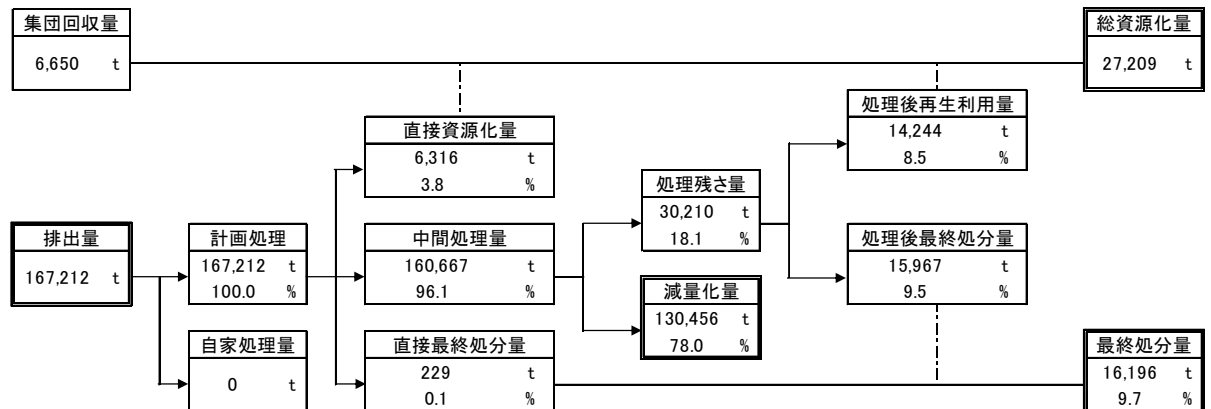 集団回収量
6,650 t
総資源化量
27,209 t
処理後再生利用量
14,244 t
8.5 %
直接資源化量
6,316 t
3.8 %
処理残さ量
30,210 t
18.1 %
排出量
167,212 t
計画処理
167,212 t
100.0 %
中間処理量
160,667 t
96.1 %
処理後最終処分量
15,967 t
9.5 %
減量化量
130,456 t
78.0 %
自家処理量
0 t
直接最終処分量
229 t
0.1 %
最終処分量
16,196 t
9.7 %